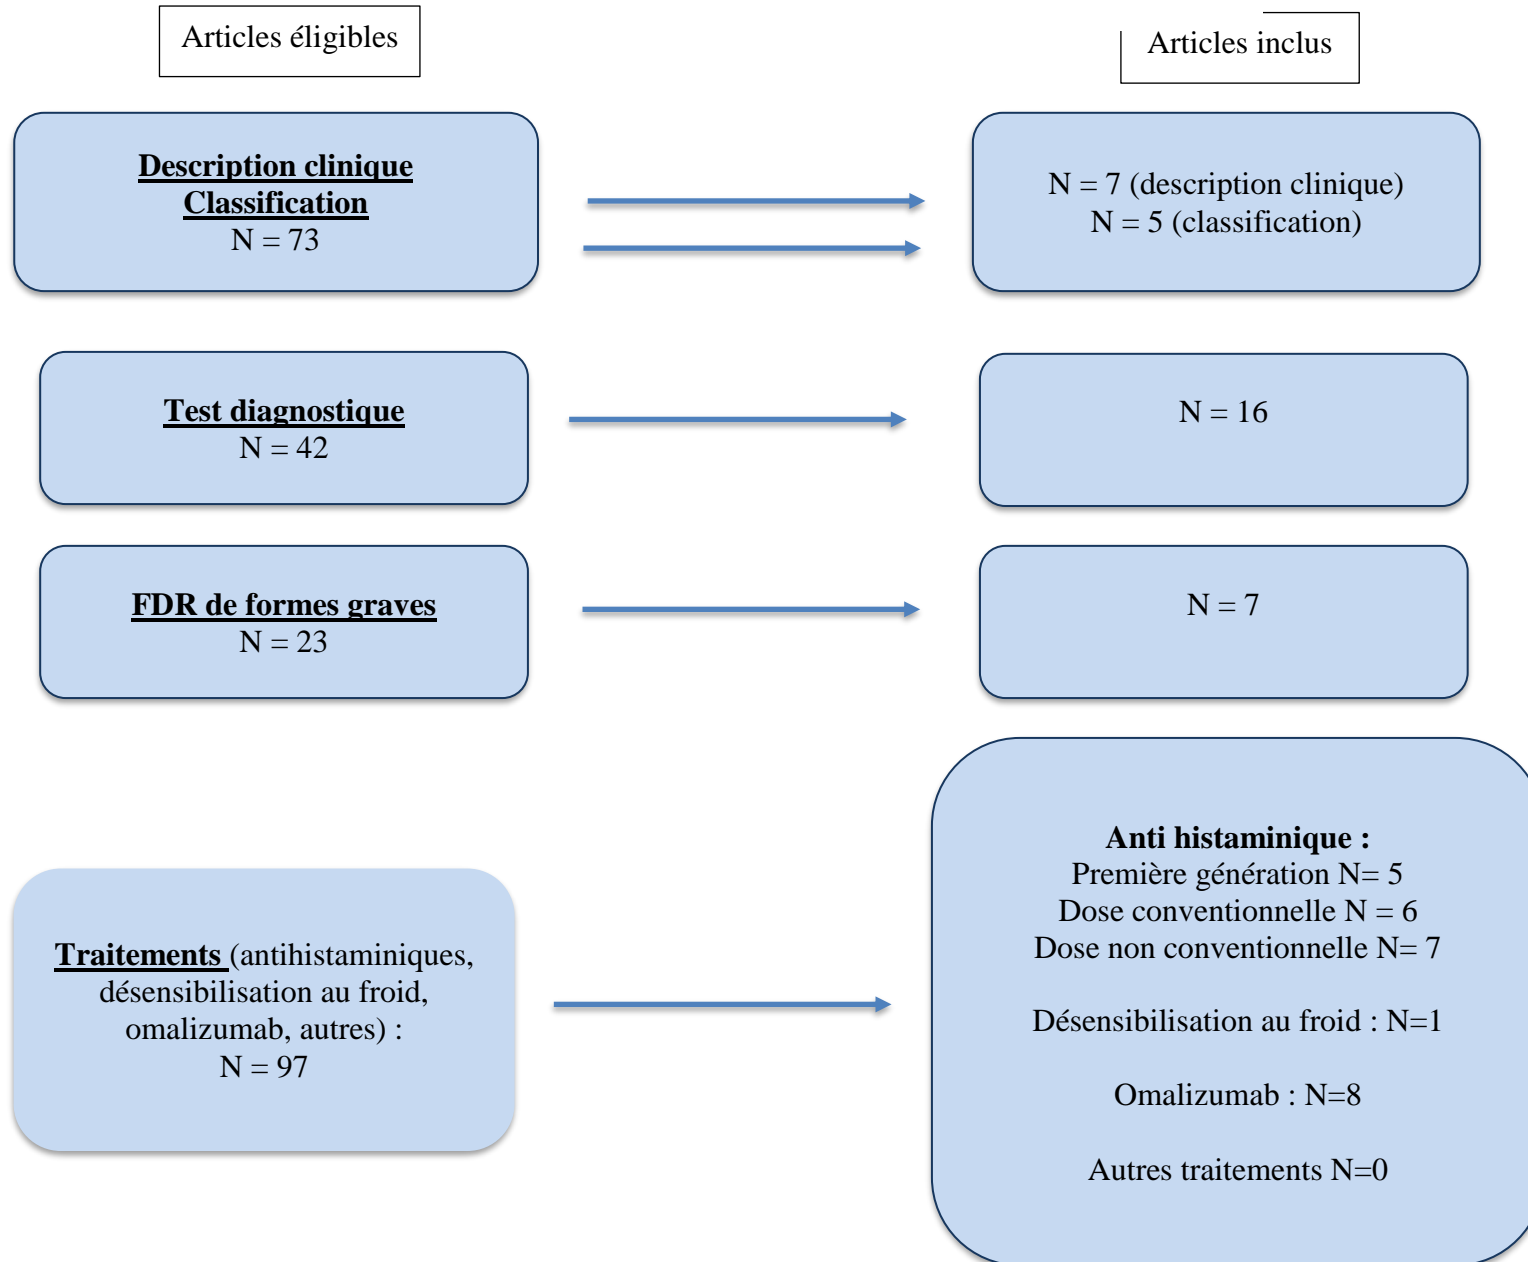 Articles éligibles
Articles inclus
Description clinique
Classification
N = 73
N = 7 (description clinique)
N = 5 (classification)
Test diagnostique
N = 42
N = 16
FDR de formes graves
N = 23
N = 7
Traitements (antihistaminiques,
désensibilisation au froid,
omalizumab, autres) :
N = 97
Anti histaminique :
Première génération N= 5
Dose conventionnelle N = 6
Dose non conventionnelle N= 7
Désensibilisation au froid : N=1
Omalizumab : N=8
Autres traitements N=0